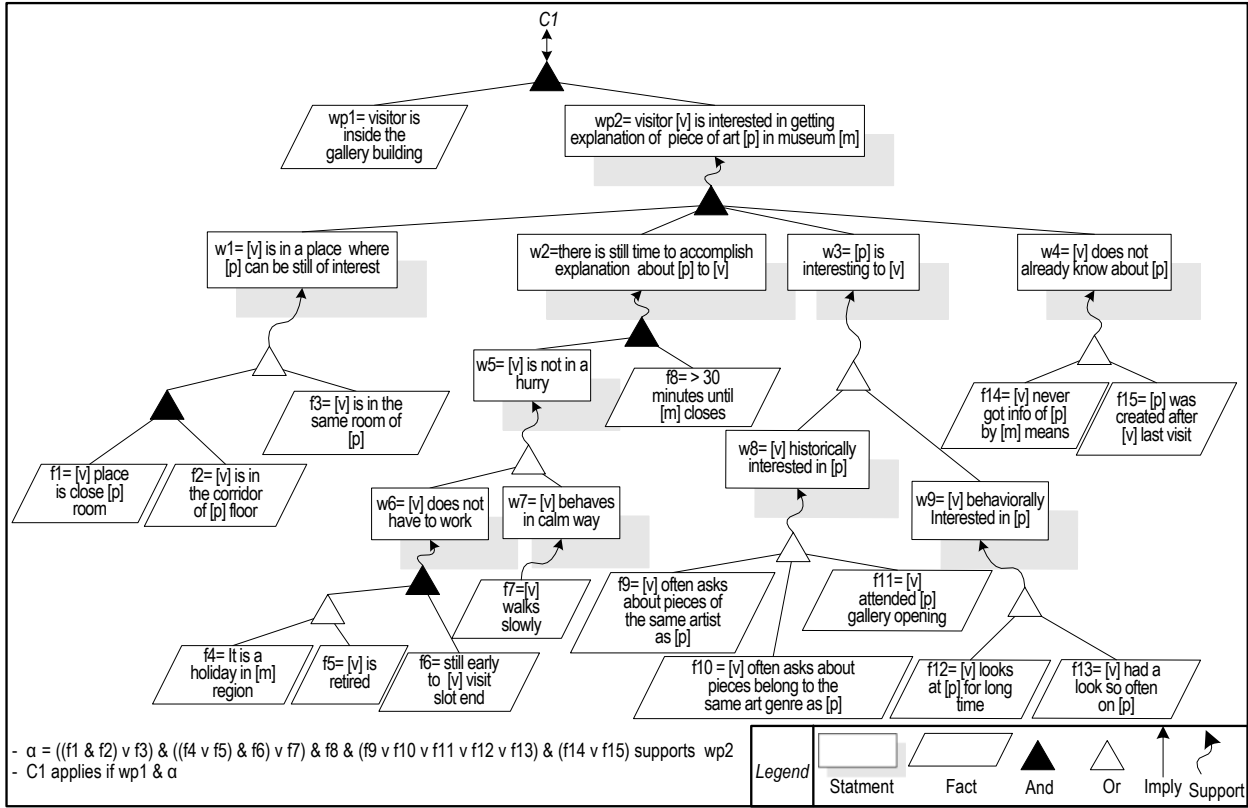 C1
wp1= visitor is
inside the
gallery building
wp2= visitor [v] is interested in getting
explanation of piece of art [p] in museum [m]
w1= [v] is in a place where
[p] can be still of interest
w2=there is still time to accomplish
explanation about [p] to [v]
w3= [p] is
interesting to [v]
w4= [v] does not
already know about [p]
w5= [v] is not in a
hurry
f8= > 30
minutes until
[m] closes
f3= [v] is in the
same room of
[p]
f14= [v] never
got info of [p]
by [m] means
f15= [p] was
created after
[v] last visit
f1= [v] place
is close [p]
room
f2= [v] is in
the corridor
of [p] floor
w8= [v] historically
interested in [p]
w6= [v] does not
have to work
w7= [v] behaves
in calm way
w9= [v] behaviorally
Interested in [p]
f7=[v]
walks
slowly
f9= [v] often asks
about pieces of
the same artist
as [p]
f11= [v]
attended [p]
gallery opening
f4= It is a
holiday in [m]
region
f5= [v] is
retired
f6= still early
to [v] visit
slot end
f10 = [v] often asks about
pieces belong to the
same art genre as [p]
f12= [v] looks
at [p] for long
time
f13= [v] had a
look so often
on [p]
- α = ((f1 & f2) v f3) & ((f4 v f5) & f6) v f7) & f8 & (f9 v f10 v f11 v f12 v f13) & (f14 v f15) supports wp2
- C1 applies if wp1 & α
Legend
Statment
Fact
And
Or
Imply
Support